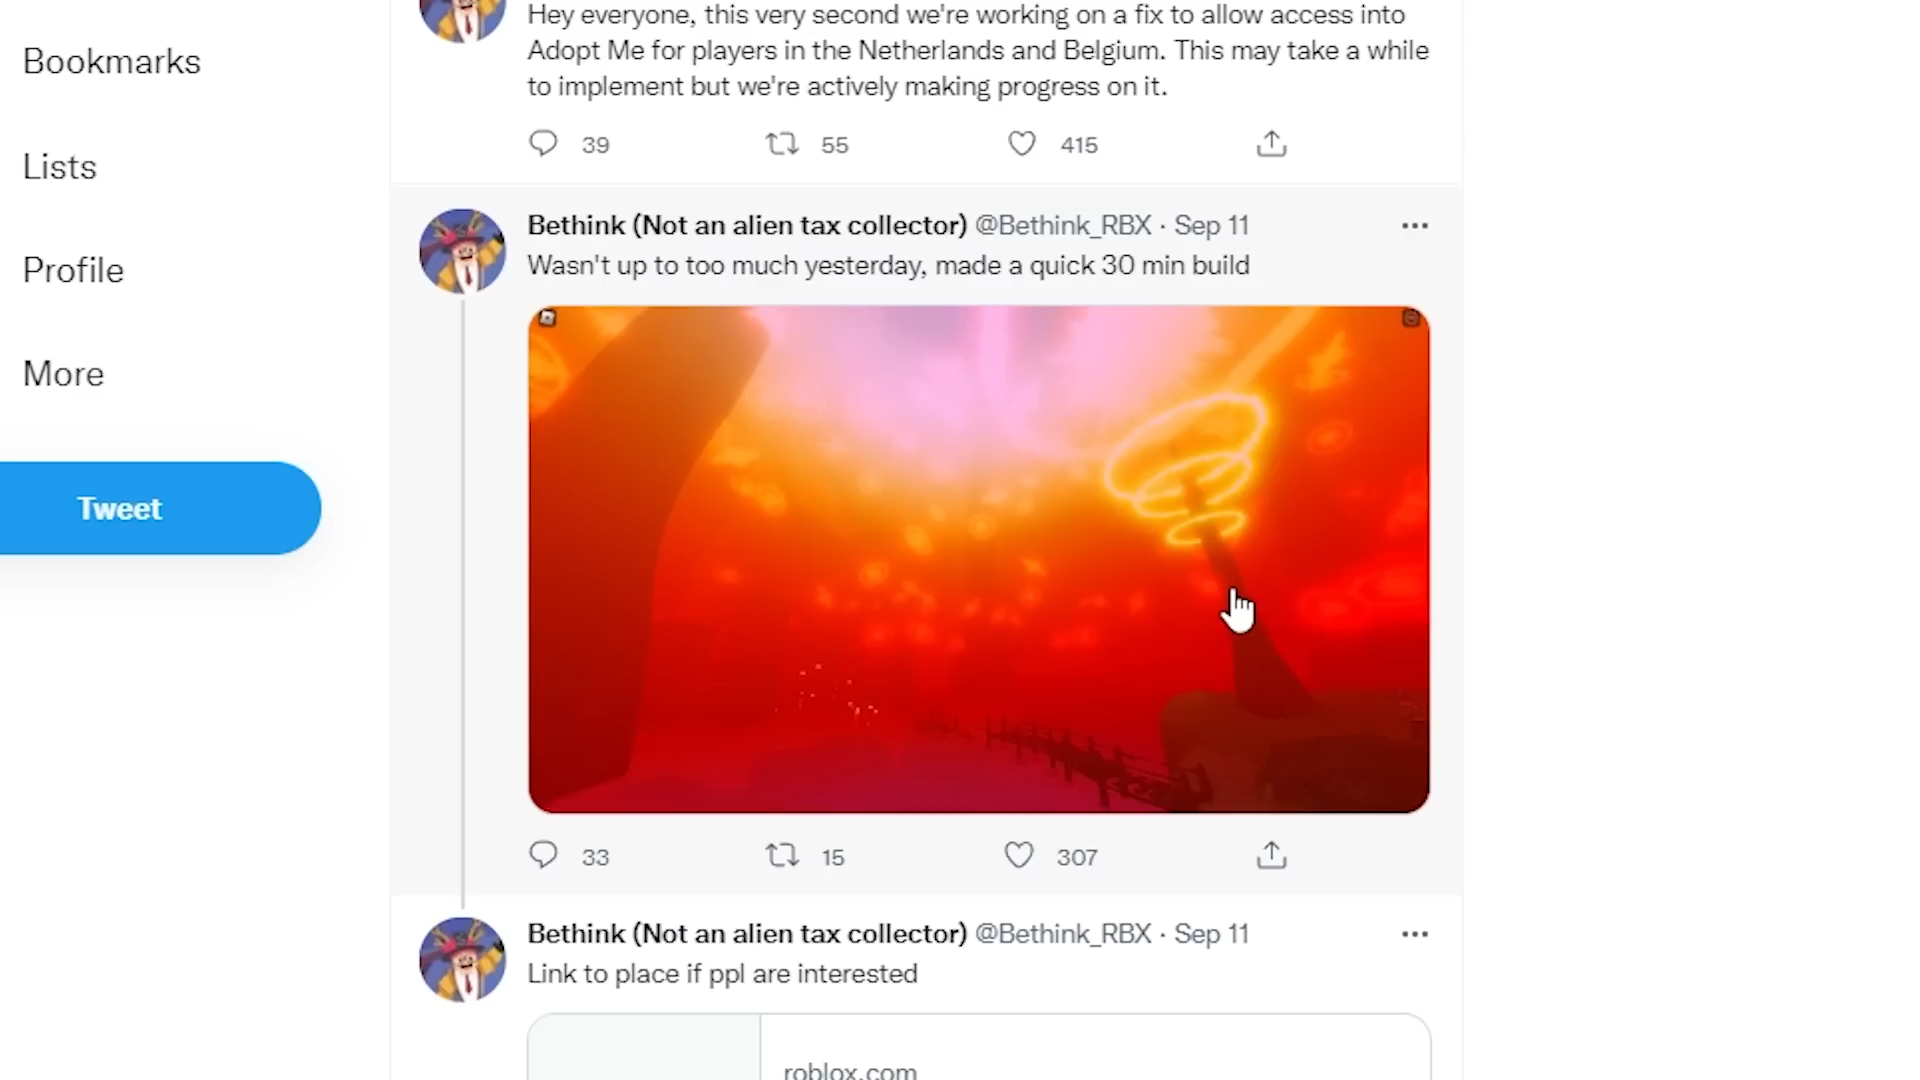 Hey everyone, this very second we're working on a fix to allow access into
Adopt Me for players in the Netherlands and Belgium. This may take a while
to implement but we're actively making progress on it.
39 55 415
Bookmarks
Lists
Profile
More
Tweet
Bethink (Not an alien tax collector) @Bethink_RBX · Sep 11
Wasn't up to too much yesterday, made a quick 30 min build
33 15 307
Bethink (Not an alien tax collector) @Bethink_RBX · Sep 11
Link to place if ppl are interested
roblox.com